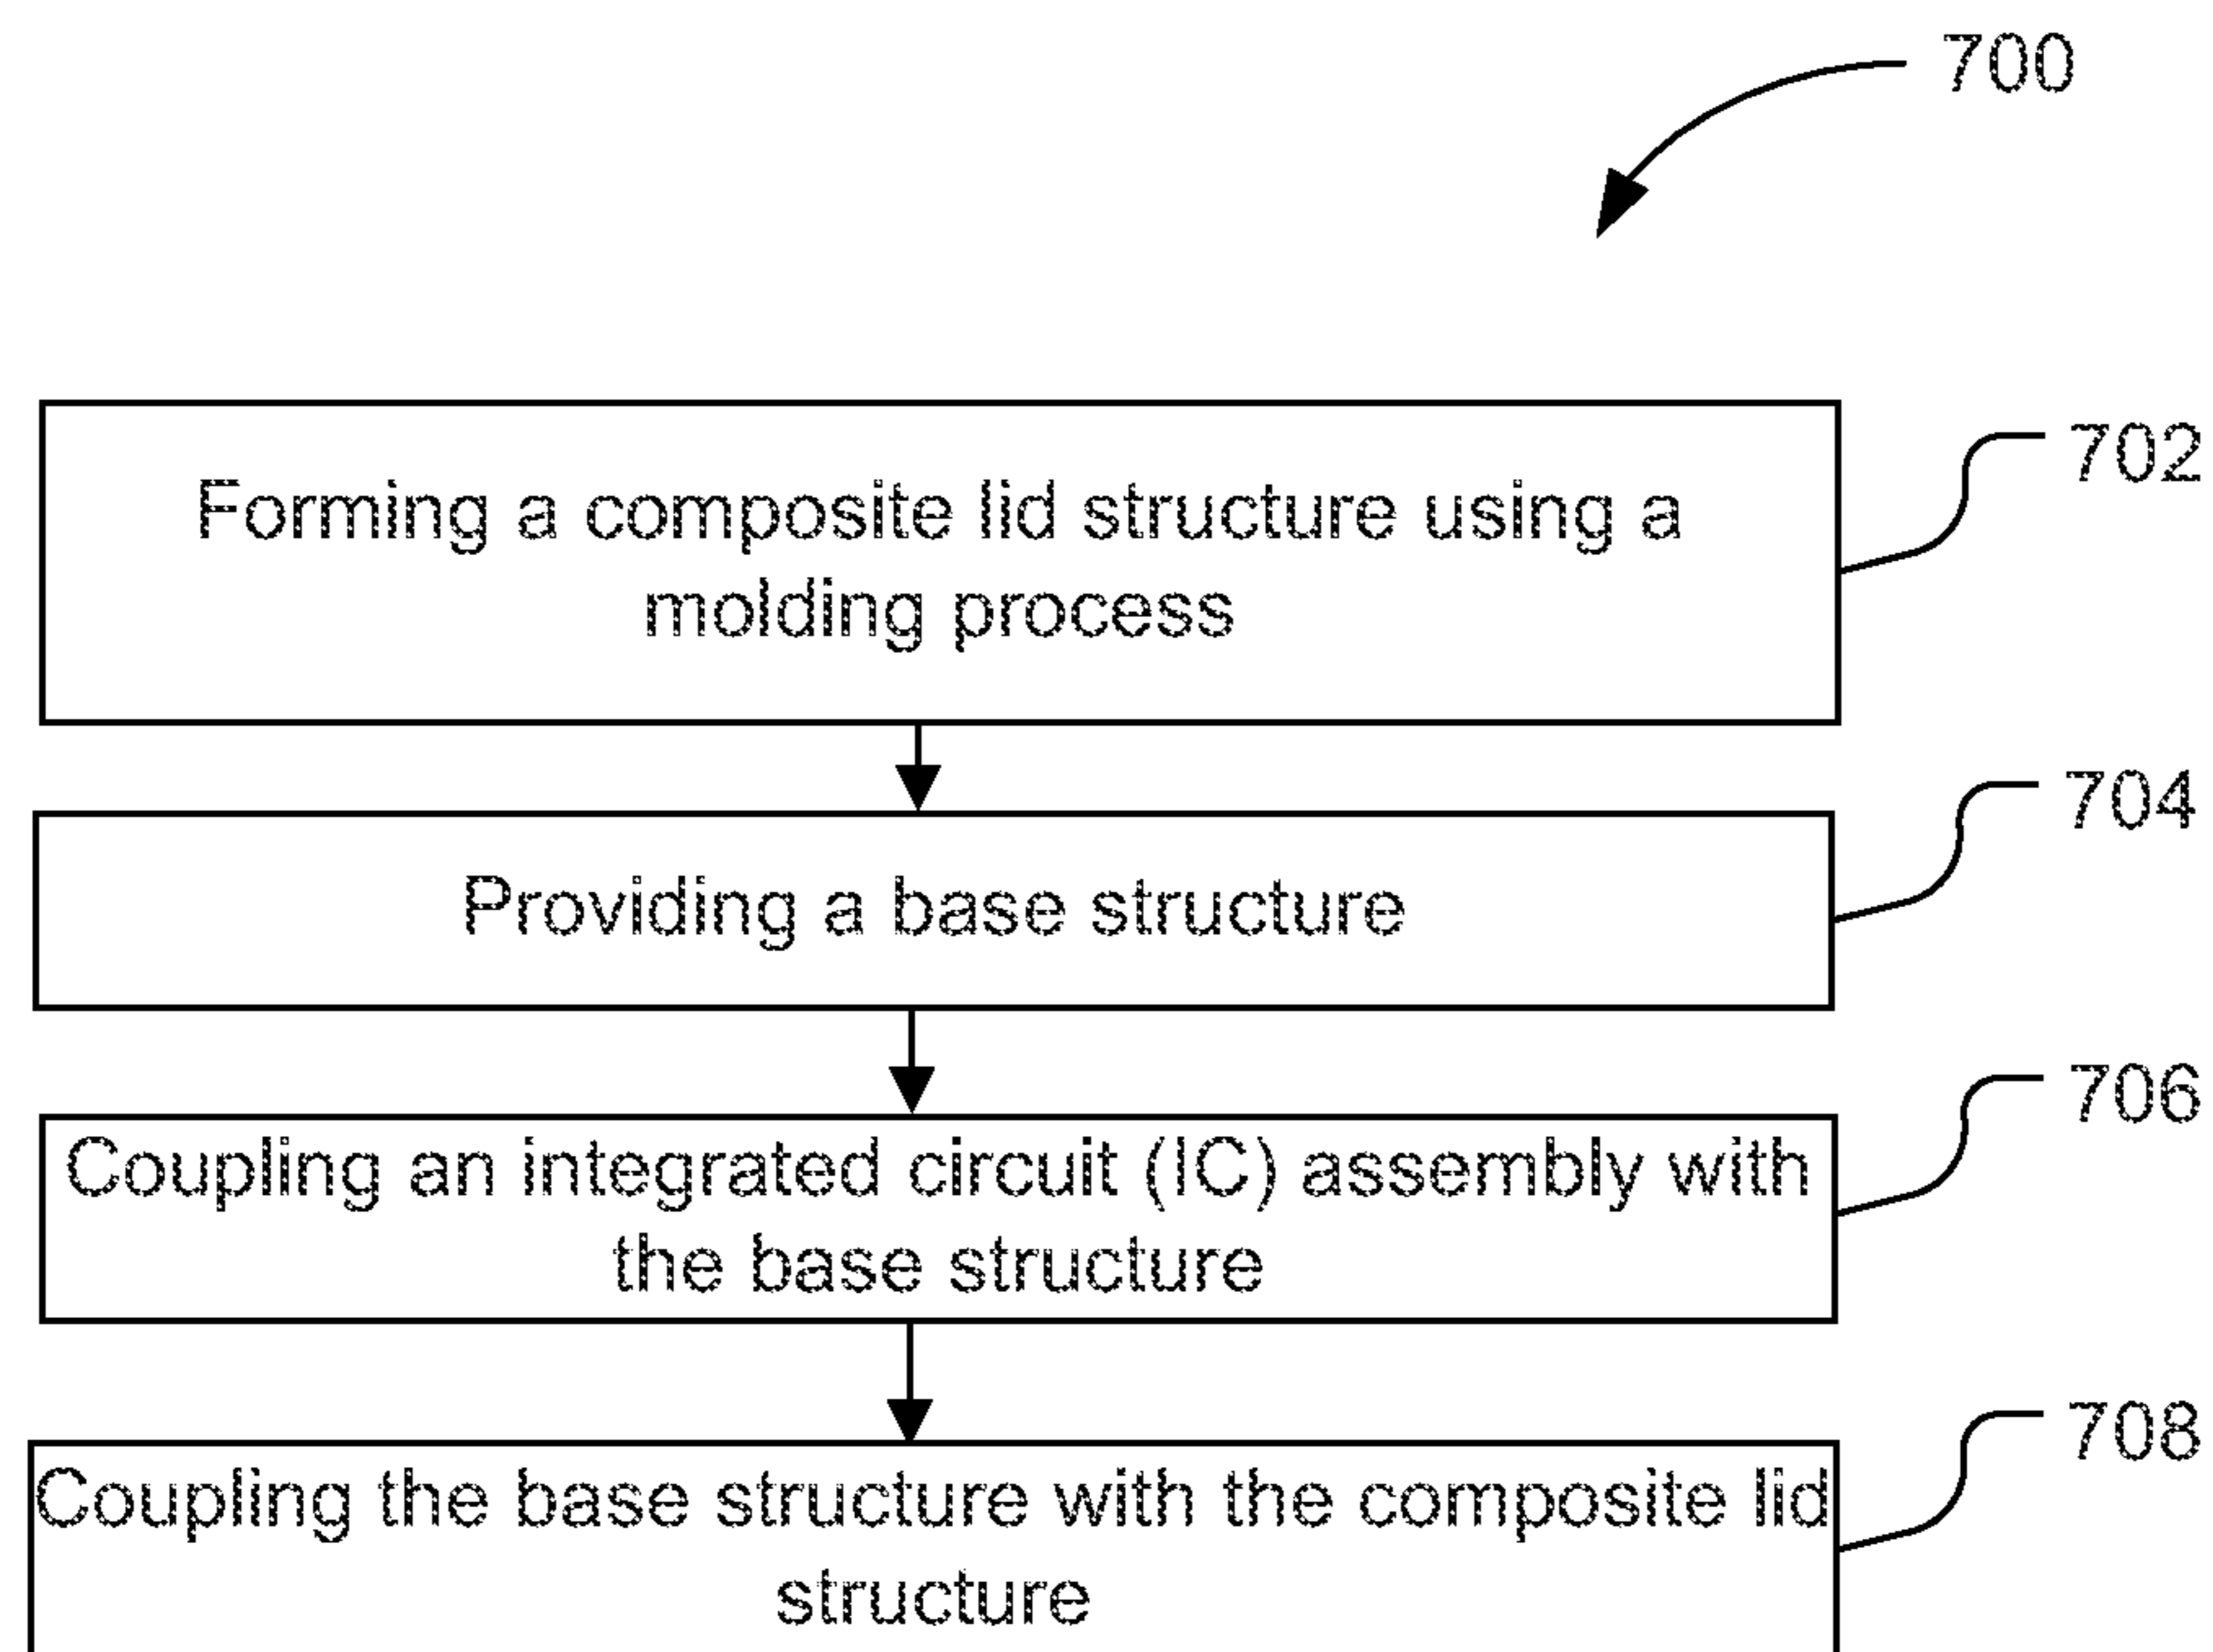 700
Forming a composite lid structure using a
molding process
702
Providing a base structure
704
Coupling an integrated circuit (IC) assembly with
the base structure
706
Coupling the base structure with the composite lid
structure
708